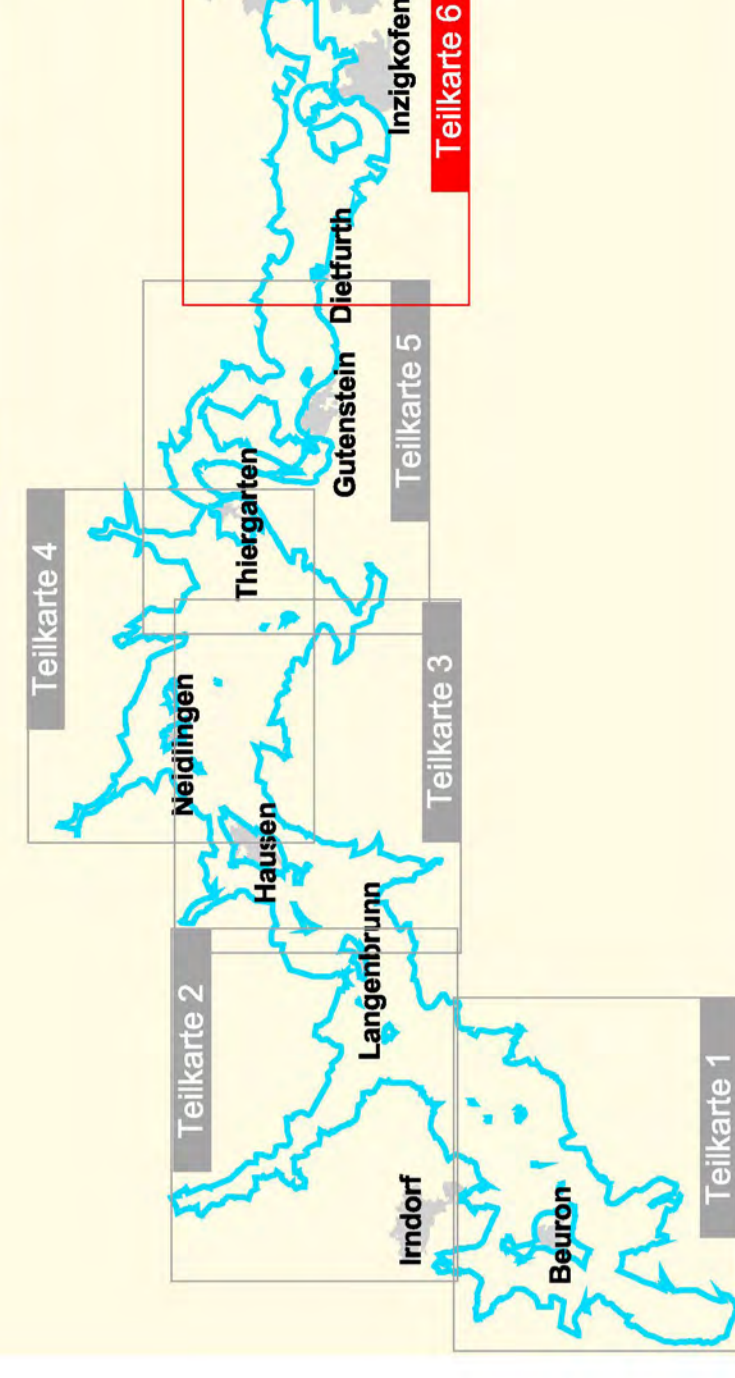 Teilkarte 4
Teilkarte 2
Neidlingen
Thiergarten
Hausen
Dietfurth
Gutenstein
Langenbrunn
Inzigkofen
Irndorf
Teilkarte 5
Teilkarte 3
Teilkarte 6
Beuron
Teilkarte 1